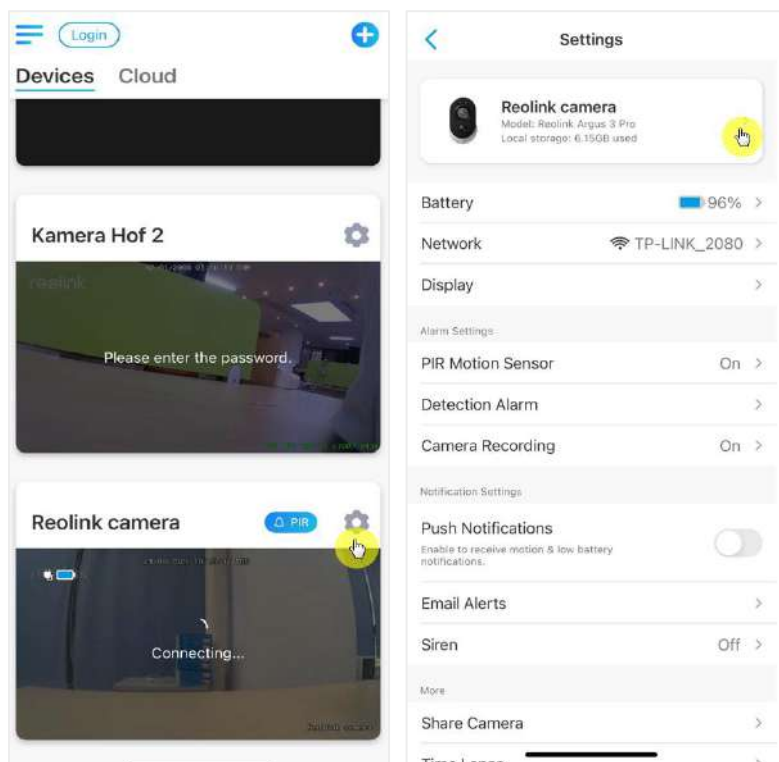 Login
Devices Cloud
Kamera Hof 2
reolink
Please enter the password.
Reolink camera
PIR
Connecting...
Settings
Reolink camera
Model: Reolink Argus 3 Pro
Local storage: 6.15GB used
Battery 96%
Network TP-LINK_2080
Display
Alarm Settings
PIR Motion Sensor On
Detection Alarm
Camera Recording On
Notification Settings
Push Notifications
Enable to receive motion & low battery
notifications.
Email Alerts
Siren Off
More
Share Camera